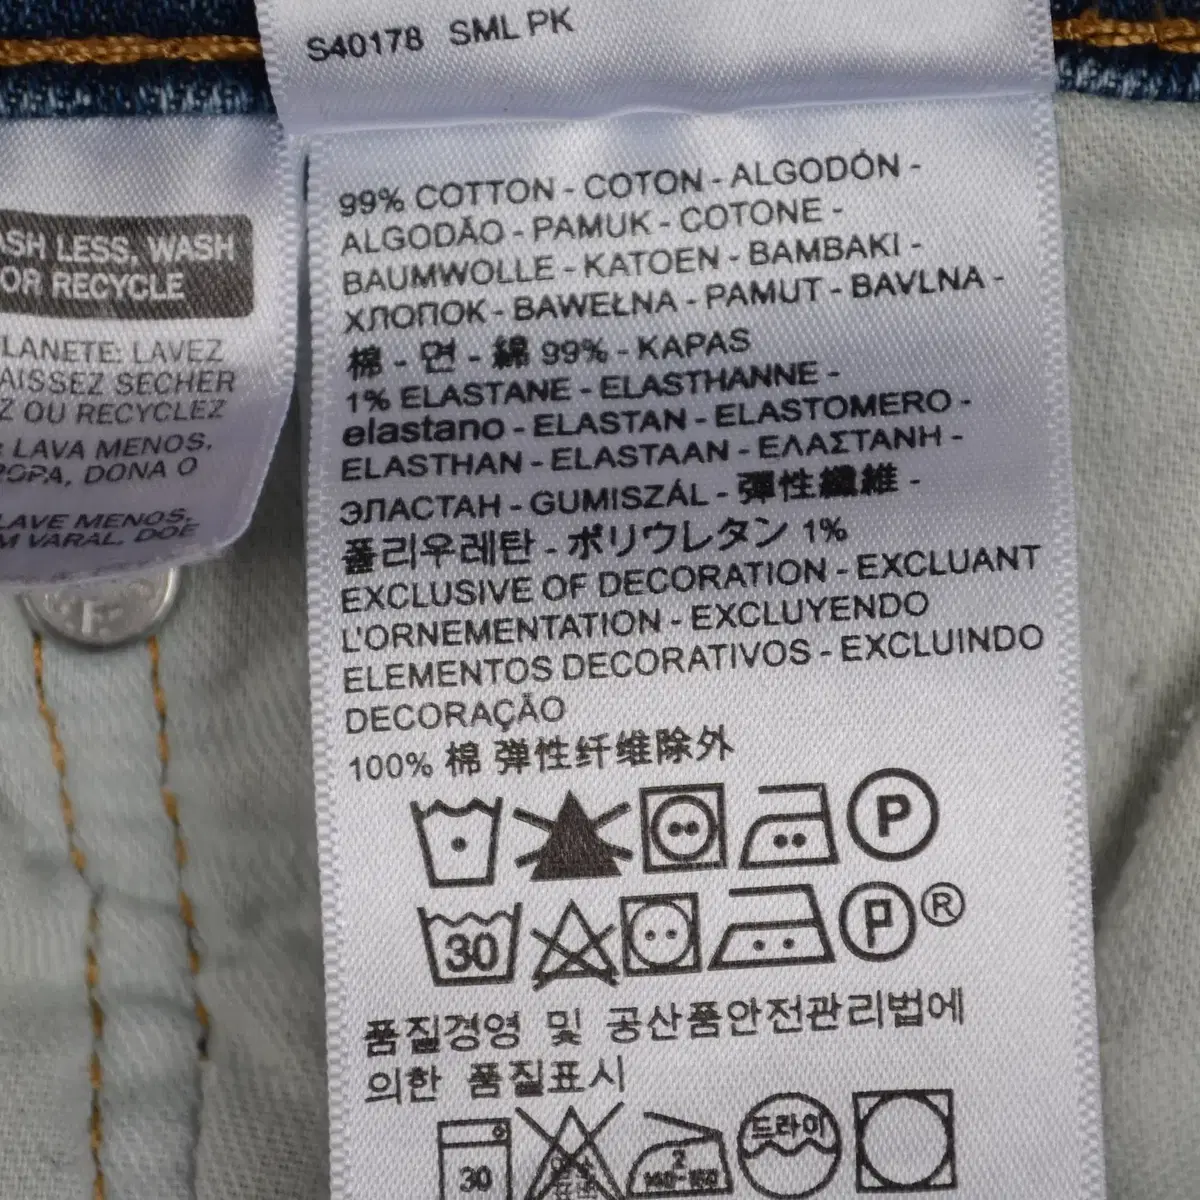 S40178 SML PK
ASH LESS, WASH
OR RECYCLE
LANETE: LAVEZ
AISSEZ SECHER
Z OU RECYCLEZ
LAVA MENOS,
ROPA, DONA O
LAVE MENOS,
M VARAL, DOE
99% COTTON - COTON - ALGODÓN -
ALGODÃO - PAMUK - COTONE -
BAUMWOLLE - KATOEN - BAMBAKI -
ХЛОПОК - BAWEŁNA - PAMUT - BAVLNA -
棉 - 면 - 綿 99% - KAPAS
1% ELASTANE - ELASTHANNE -
elastano - ELASTAN - ELASTOMERO -
ELASTHAN - ELASTAAN - ΕΛΑΣΤΑΝΗ -
ЭЛАСТАН - GUMISZÁL - 彈性纖維 -
폴리우레탄 - ポリウレタン 1%
EXCLUSIVE OF DECORATION - EXCLUANT
L'ORNEMENTATION - EXCLUYENDO
ELEMENTOS DECORATIVOS - EXCLUINDO
DECORAÇÃO
100% 棉 弹性纤维除外
P
30 P ®
품질경영 및 공산품안전관리법에
의한 품질표시
30 2 드라이